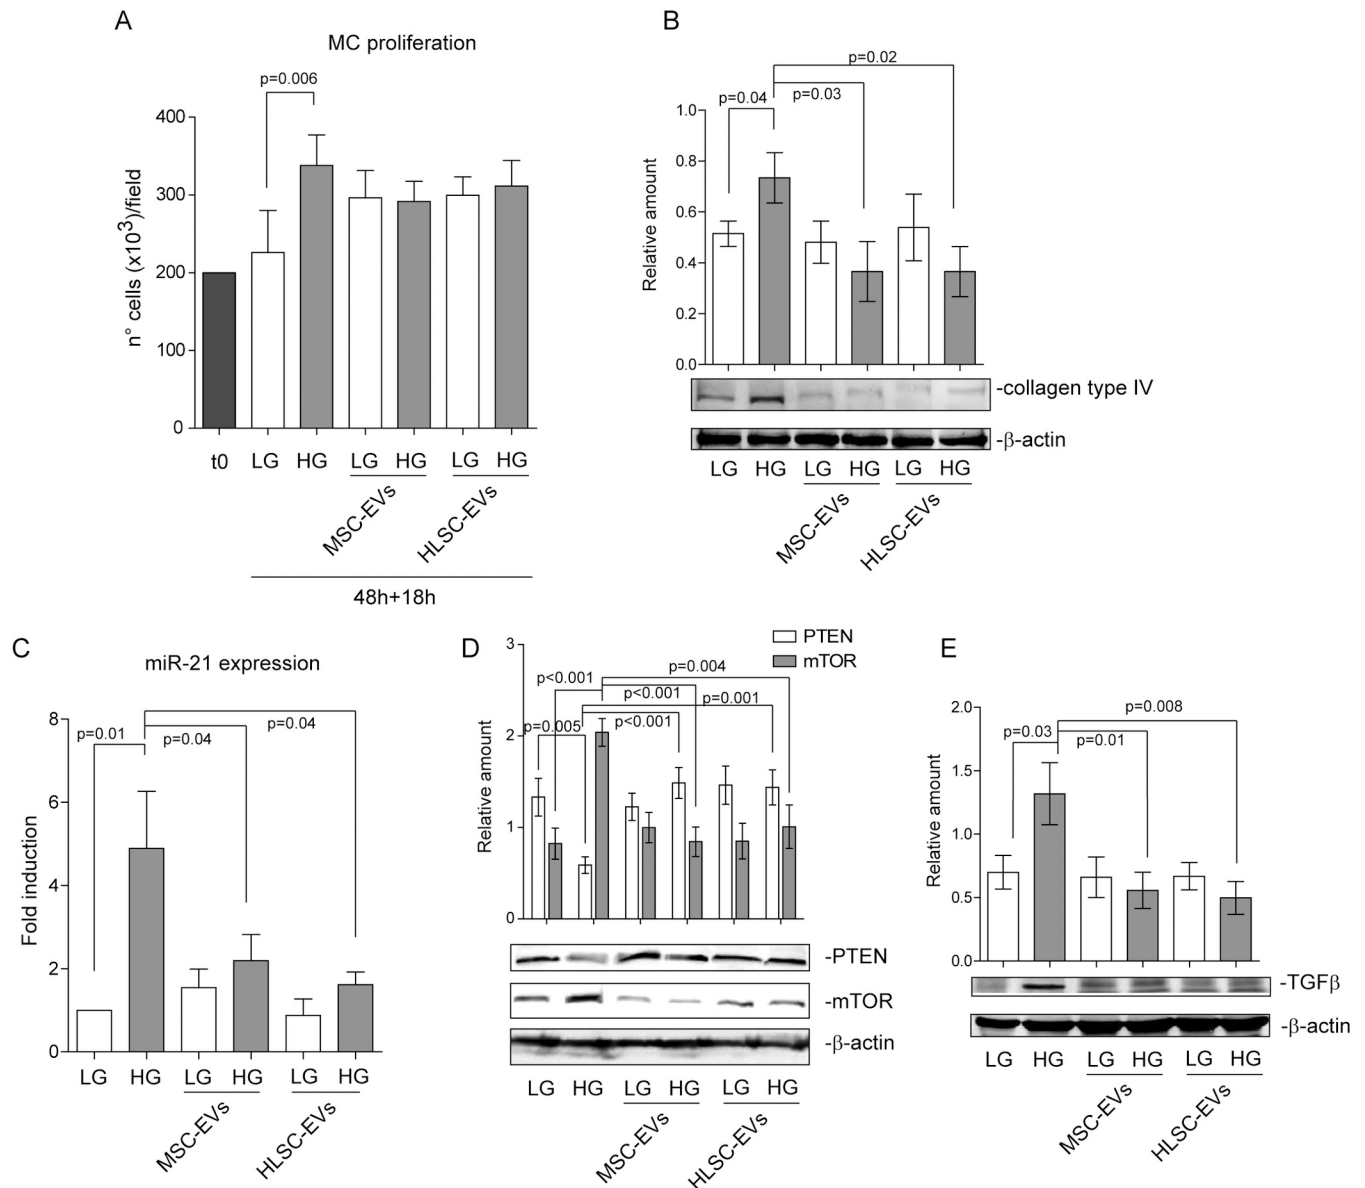 A
MC proliferation
p=0.006
400
300
200
100
0
n° cells (x10³)/field
t0 LG HG LG HG LG HG
MSC-EVs HLSC-EVs
48h+18h
B
p=0.02
p=0.04 p=0.03
1.0
0.8
0.6
0.4
0.2
0.0
Relative amount
-collagen type IV
-β-actin
LG HG LG HG LG HG
MSC-EVs HLSC-EVs
C
miR-21 expression
p=0.04
p=0.01 p=0.04
8
6
4
2
0
Fold induction
LG HG LG HG LG HG
MSC-EVs HLSC-EVs
D
PTEN
mTOR
p=0.004
p<0.001
p<0.001
p=0.001
p=0.005 p<0.001
3
2
1
0
Relative amount
-PTEN
-mTOR
-β-actin
LG HG LG HG LG HG
MSC-EVs HLSC-EVs
E
p=0.008
p=0.03 p=0.01
2.0
1.5
1.0
0.5
0.0
Relative amount
-TGFβ
-β-actin
LG HG LG HG LG HG
MSC-EVs HLSC-EVs